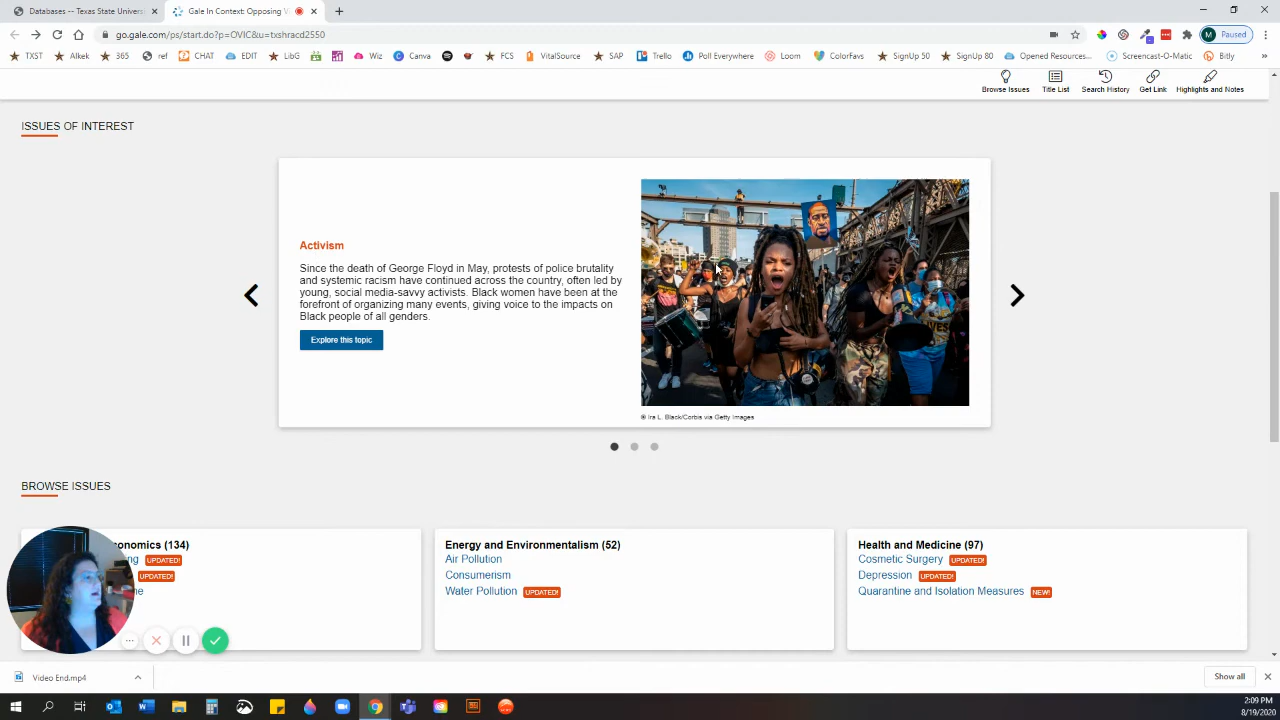 Databases -- Texas State Univers
Gale In Context: Opposing V
go.gale.com/ps/start.do?p=OVIC&u=txshracd2550
M Paused
TXST Alkek 365 ref CHAT EDIT LibG Wiz Canva FCS VitalSource SAP Trello Poll Everywhere Loom ColorFavs SignUp 50 SignUp 80 Opened Resources... Screencast-O-Matic Bitly »
Browse Issues Title List Search History Get Link Highlights and Notes
ISSUES OF INTEREST
Activism
Since the death of George Floyd in May, protests of police brutality
and systemic racism have continued across the country, often led by
young, social media-savvy activists. Black women have been at the
forefront of organizing many events, giving voice to the impacts on
Black people of all genders.
Explore this topic
© Ira L. Black/Corbis via Getty Images
BROWSE ISSUES
onomics (134)
ng UPDATED!
UPDATED!
ne
Energy and Environmentalism (52)
Air Pollution
Consumerism
Water Pollution UPDATED!
Health and Medicine (97)
Cosmetic Surgery UPDATED!
Depression UPDATED!
Quarantine and Isolation Measures NEW!
Video End.mp4
Show all
2:09 PM
8/19/2020